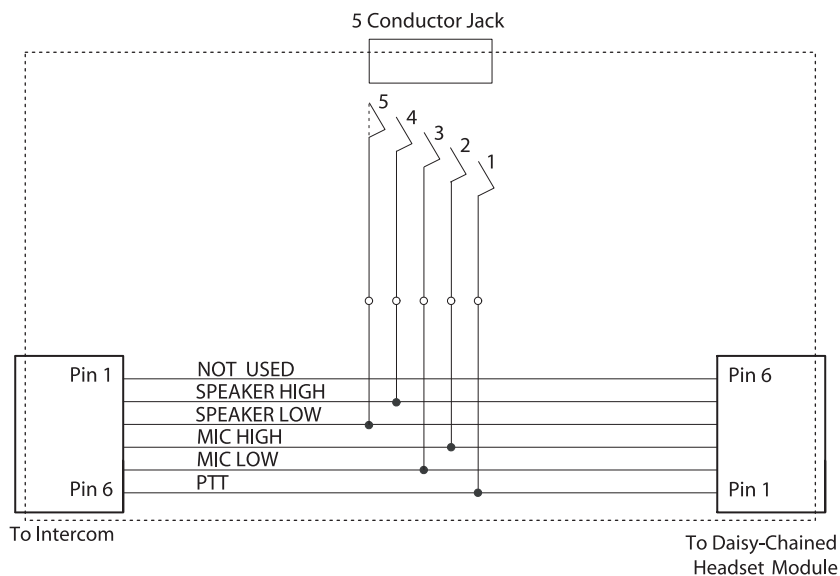 5 Conductor Jack
5
4
3
2
1
Pin 1
NOT USED
Pin 6
SPEAKER HIGH
SPEAKER LOW
MIC HIGH
MIC LOW
Pin 6
PTT
Pin 1
To Intercom
To Daisy-Chained
Headset Module